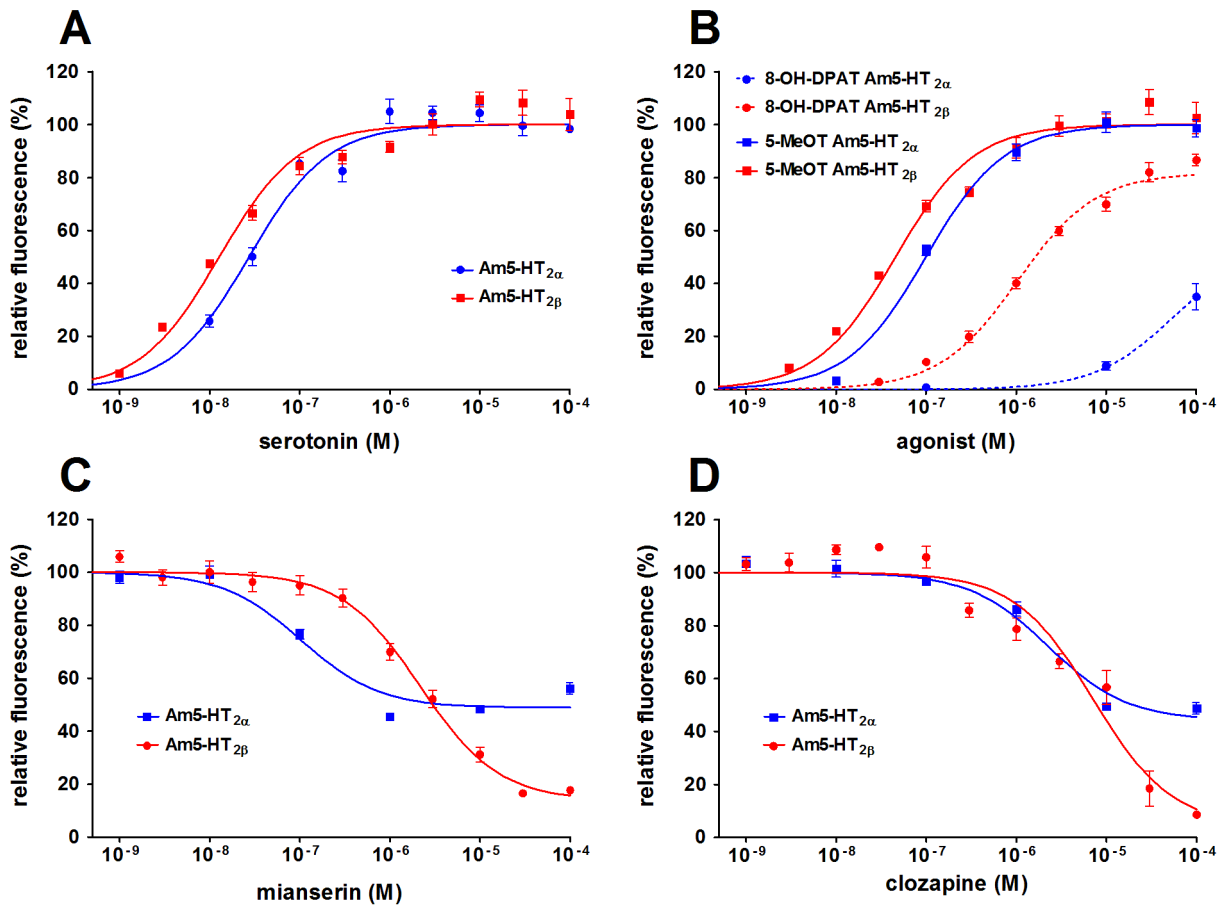 A
120
100
80
60
40
20
0
relative fluorescence (%)
Am5-HT2α
Am5-HT2β
10-9 10-8 10-7 10-6 10-5 10-4
serotonin (M)
B
120
100
80
60
40
20
0
relative fluorescence (%)
8-OH-DPAT Am5-HT2α
8-OH-DPAT Am5-HT2β
5-MeOT Am5-HT2α
5-MeOT Am5-HT2β
10-9 10-8 10-7 10-6 10-5 10-4
agonist (M)
C
120
100
80
60
40
20
0
relative fluorescence (%)
Am5-HT2α
Am5-HT2β
10-9 10-8 10-7 10-6 10-5 10-4
mianserin (M)
D
120
100
80
60
40
20
0
relative fluorescence (%)
Am5-HT2α
Am5-HT2β
10-9 10-8 10-7 10-6 10-5 10-4
clozapine (M)